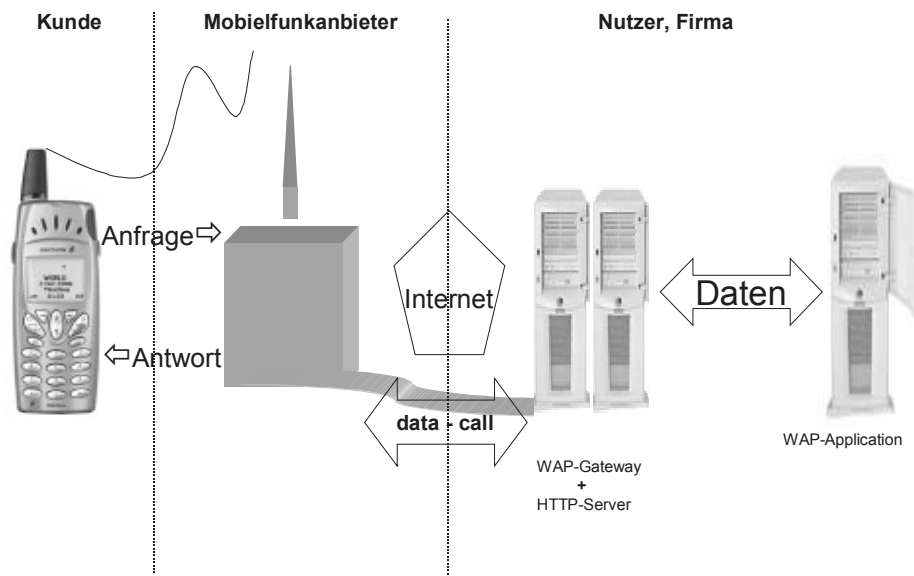 Kunde
Mobielfunkanbieter
Nutzer, Firma
Anfrage
Internet
Daten
Antwort
data - call
WAP-Gateway
+
HTTP-Server
WAP-Application